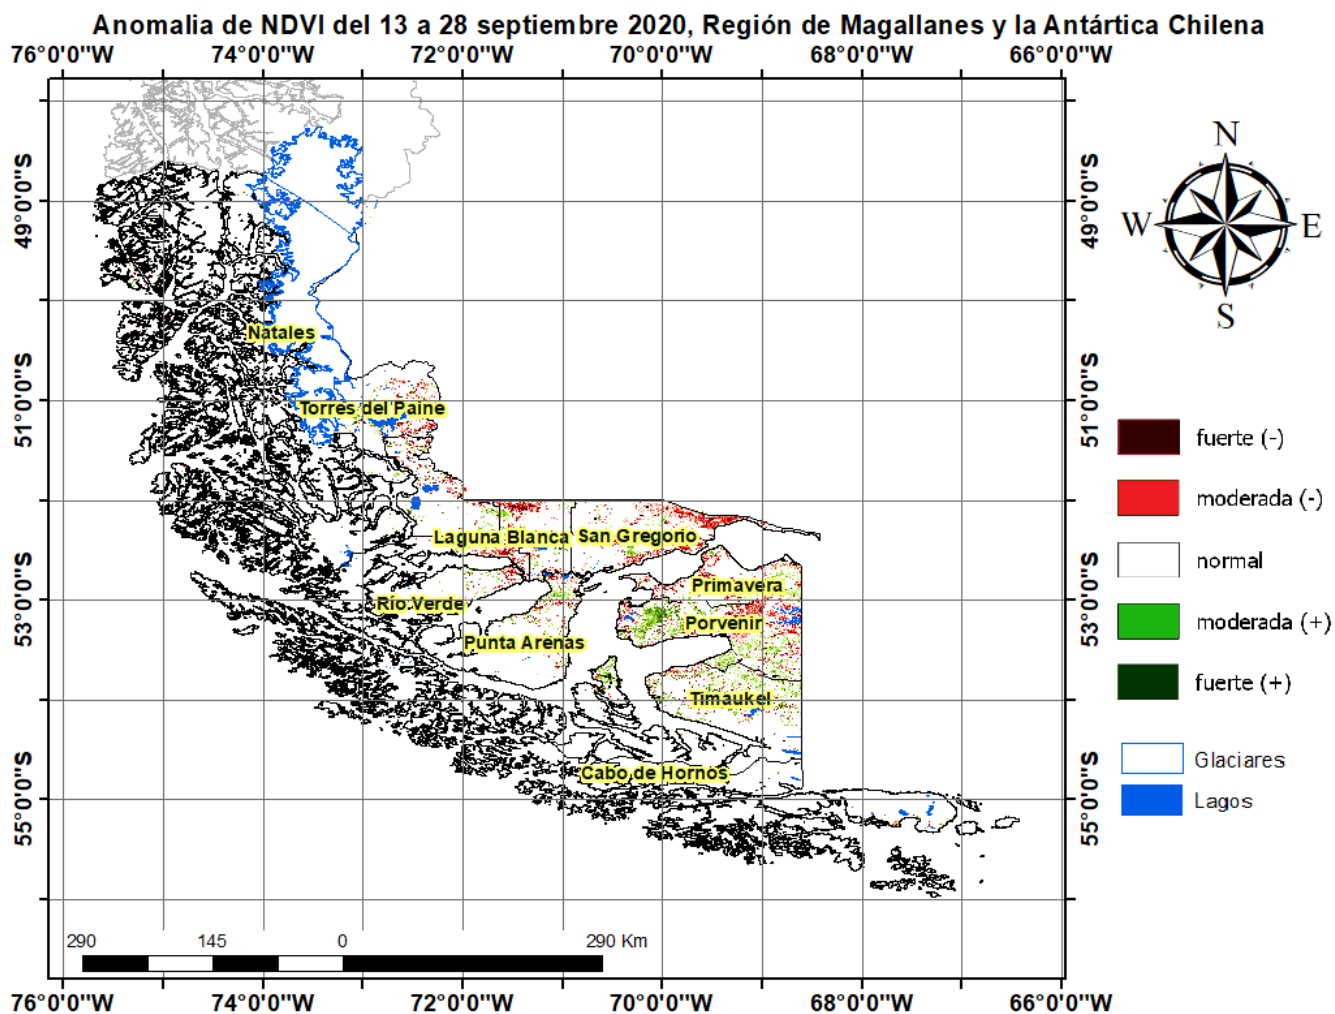 Anomalia de NDVI del 13 a 28 septiembre 2020, Región de Magallanes y la Antártica Chilena
76°0'0"W 74°0'0"W 72°0'0"W 70°0'0"W 68°0'0"W 66°0'0"W
N
W E
S
49°0'0"S 49°0'0"S
Natales
51°0'0"S 51°0'0"S
Torres del Paine
fuerte (-)
moderada (-)
Laguna Blanca San Gregorio
normal
Primavera
Río Verde
53°0'0"S 53°0'0"S
Porvenir
moderada (+)
Punta Arenas
fuerte (+)
Timaukel
Glaciares
Cabo de Hornos
Lagos
55°0'0"S 55°0'0"S
290 145 0 290 Km
76°0'0"W 74°0'0"W 72°0'0"W 70°0'0"W 68°0'0"W 66°0'0"W